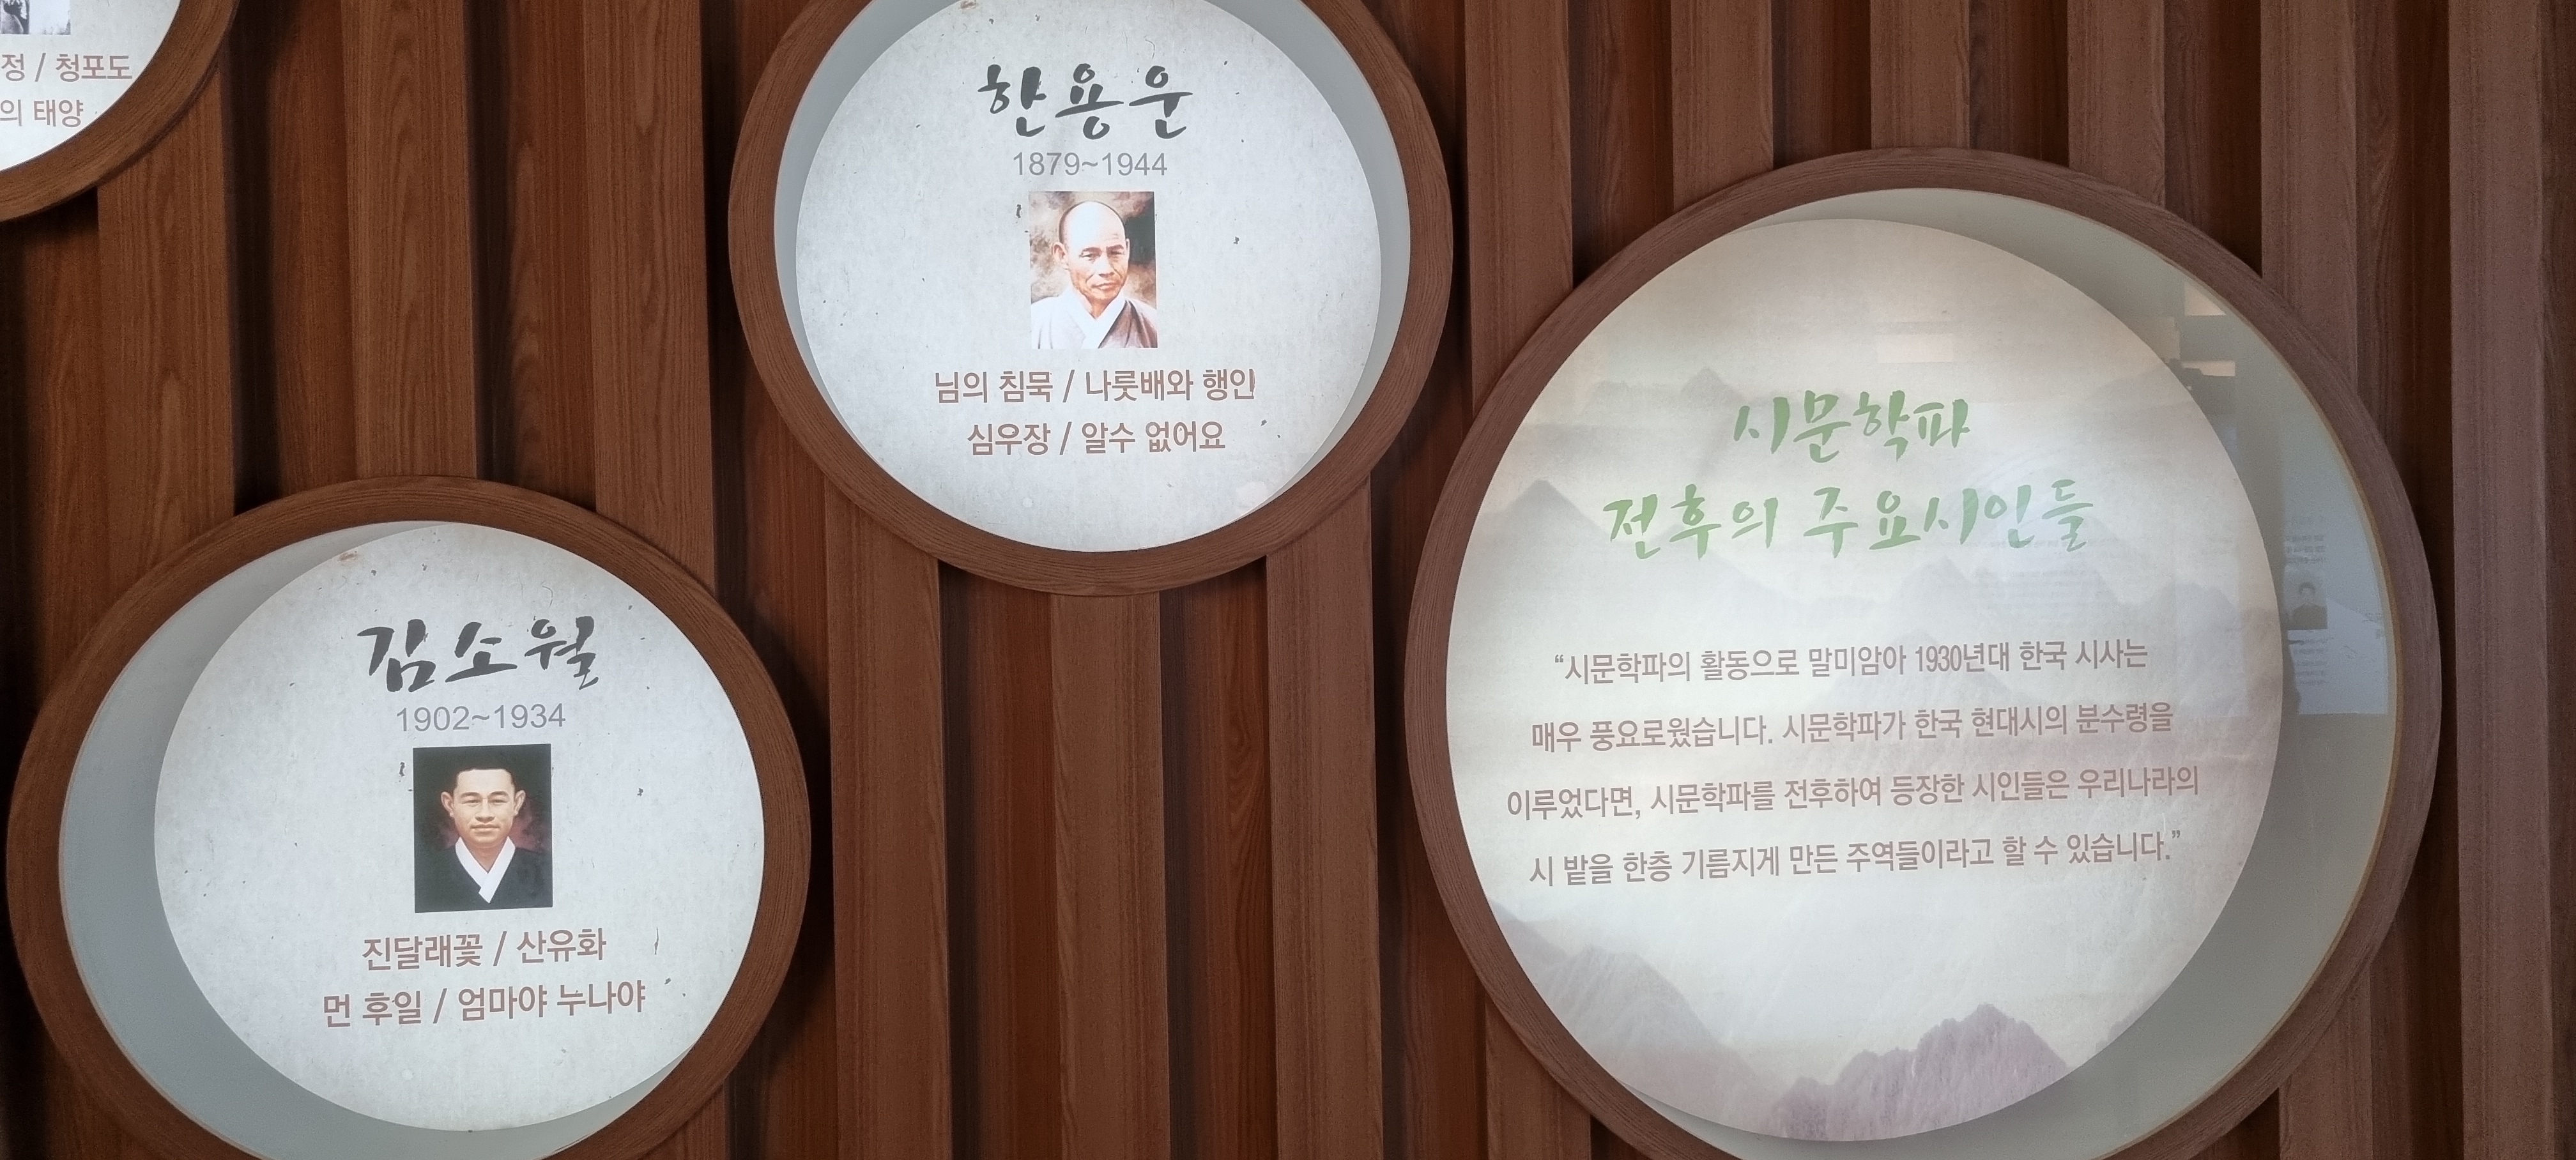 정 / 청포도
의 태양
한용운
1879~1944
님의 침묵 / 나룻배와 행인
심우장 / 알수 없어요
김소월
1902~1934
진달래꽃 / 산유화
먼 후일 / 엄마야 누나야
시문학파
전후의 주요시인들
“시문학파의 활동으로 말미암아 1930년대 한국 시사는
매우 풍요로웠습니다. 시문학파가 한국 현대시의 분수령을
이루었다면, 시문학파를 전후하여 등장한 시인들은 우리나라의
시 밭을 한층 기름지게 만든 주역들이라고 할 수 있습니다.”